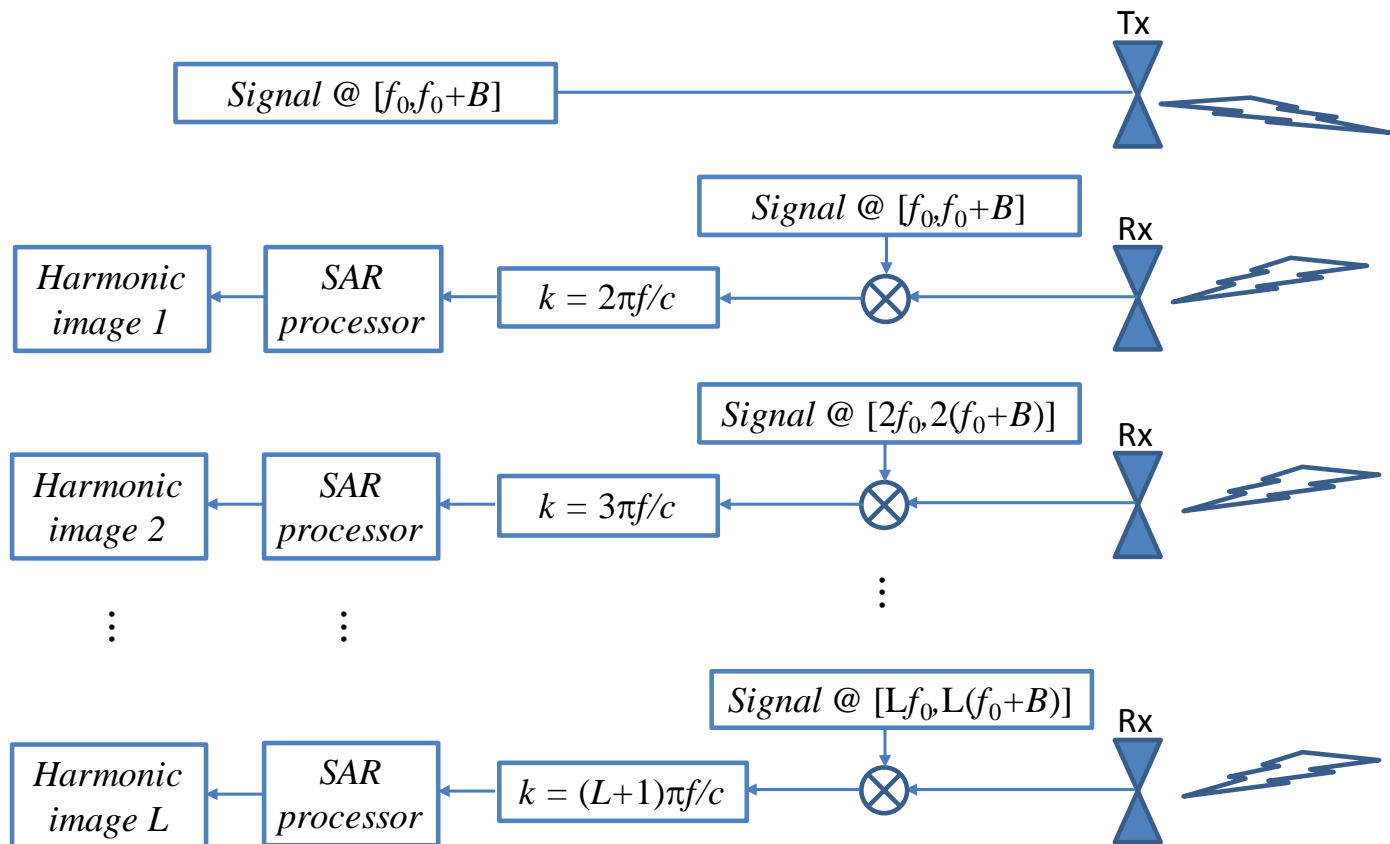 Tx
Signal @ [f₀,f₀+B]
Signal @ [f₀,f₀+B]
Rx
Harmonic
image 1
SAR
processor
k = 2πf/c
Signal @ [2f₀,2(f₀+B)]
Rx
Harmonic
image 2
SAR
processor
k = 3πf/c
⋮
⋮
⋮
Signal @ [Lf₀,L(f₀+B)]
Rx
Harmonic
image L
SAR
processor
k = (L+1)πf/c